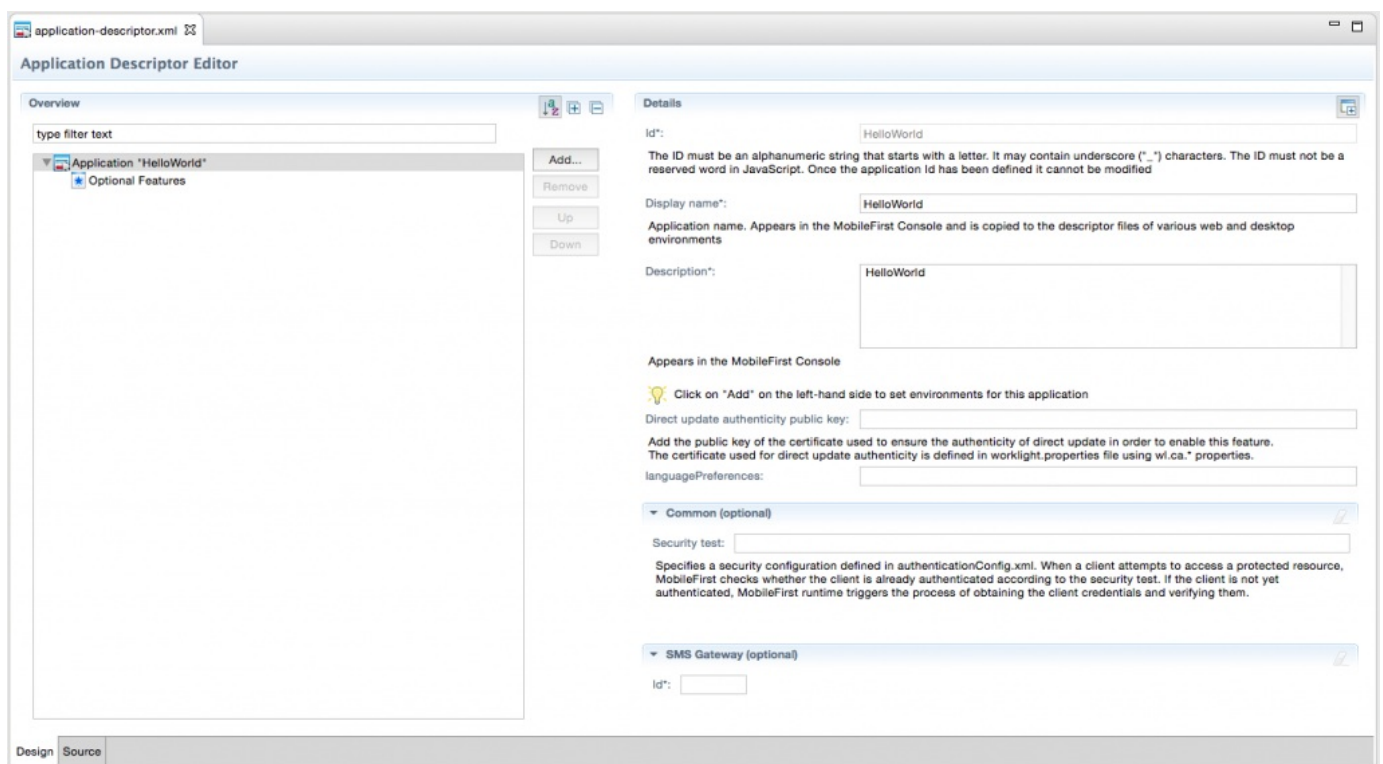 application-descriptor.xml
Application Descriptor Editor
Overview
type filter text
Application "HelloWorld"
Optional Features
Add...
Remove
Up
Down
Details
Id*:
HelloWorld
The ID must be an alphanumeric string that starts with a letter. It may contain underscore ("_") characters. The ID must not be a
reserved word in JavaScript. Once the application Id has been defined it cannot be modified
Display name*:
HelloWorld
Application name. Appears in the MobileFirst Console and is copied to the descriptor files of various web and desktop
environments
Description*:
HelloWorld
Appears in the MobileFirst Console
Click on "Add" on the left-hand side to set environments for this application
Direct update authenticity public key:
Add the public key of the certificate used to ensure the authenticity of direct update in order to enable this feature.
The certificate used for direct update authenticity is defined in worklight.properties file using wl.ca.* properties.
languagePreferences:
Common (optional)
Security test:
Specifies a security configuration defined in authenticationConfig.xml. When a client attempts to access a protected resource,
MobileFirst checks whether the client is already authenticated according to the security test. If the client is not yet
authenticated, MobileFirst runtime triggers the process of obtaining the client credentials and verifying them.
SMS Gateway (optional)
Id*:
Design
Source